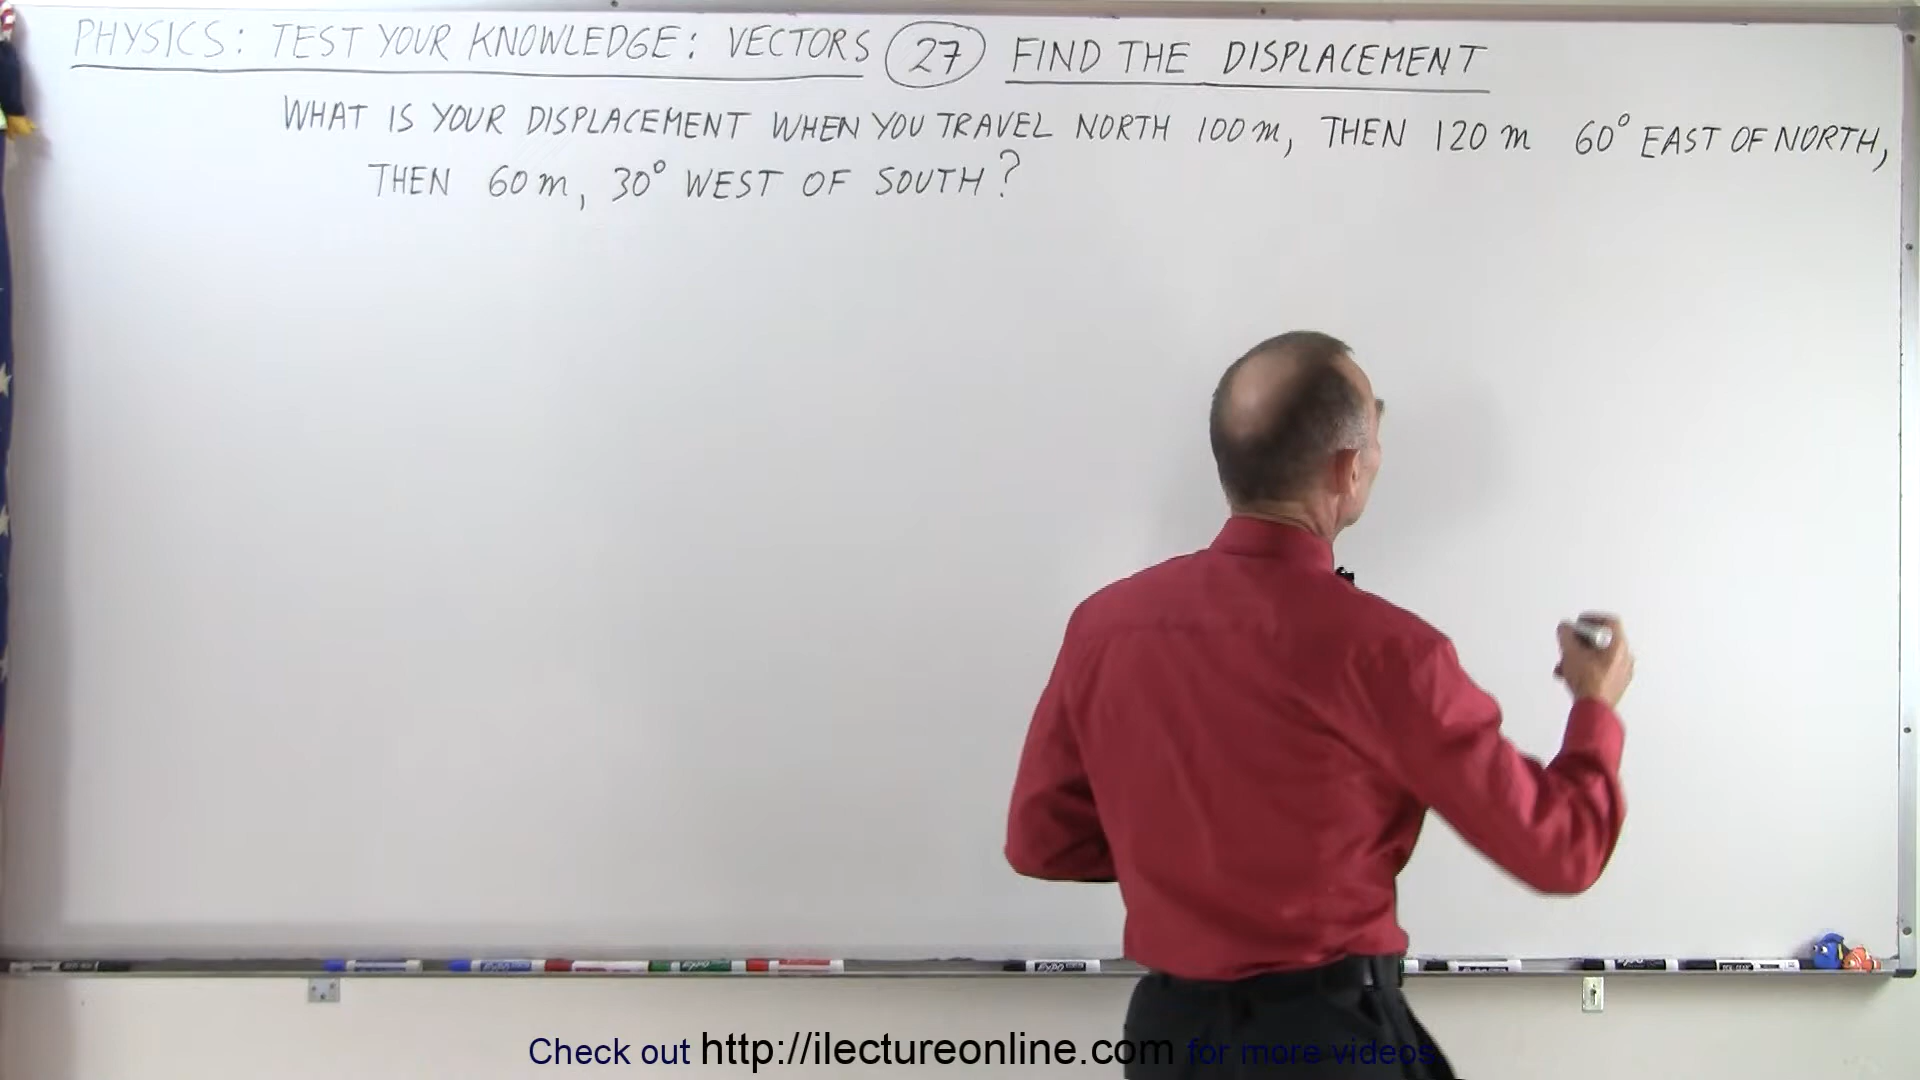 PHYSICS: TEST YOUR KNOWLEDGE: VECTORS 27 FIND THE DISPLACEMENT
WHAT IS YOUR DISPLACEMENT WHEN YOU TRAVEL NORTH 100 m, THEN 120 m 60° EAST OF NORTH,
THEN 60 m, 30° WEST OF SOUTH?
EXPO
Check out http://ilectureonline.com for more videos